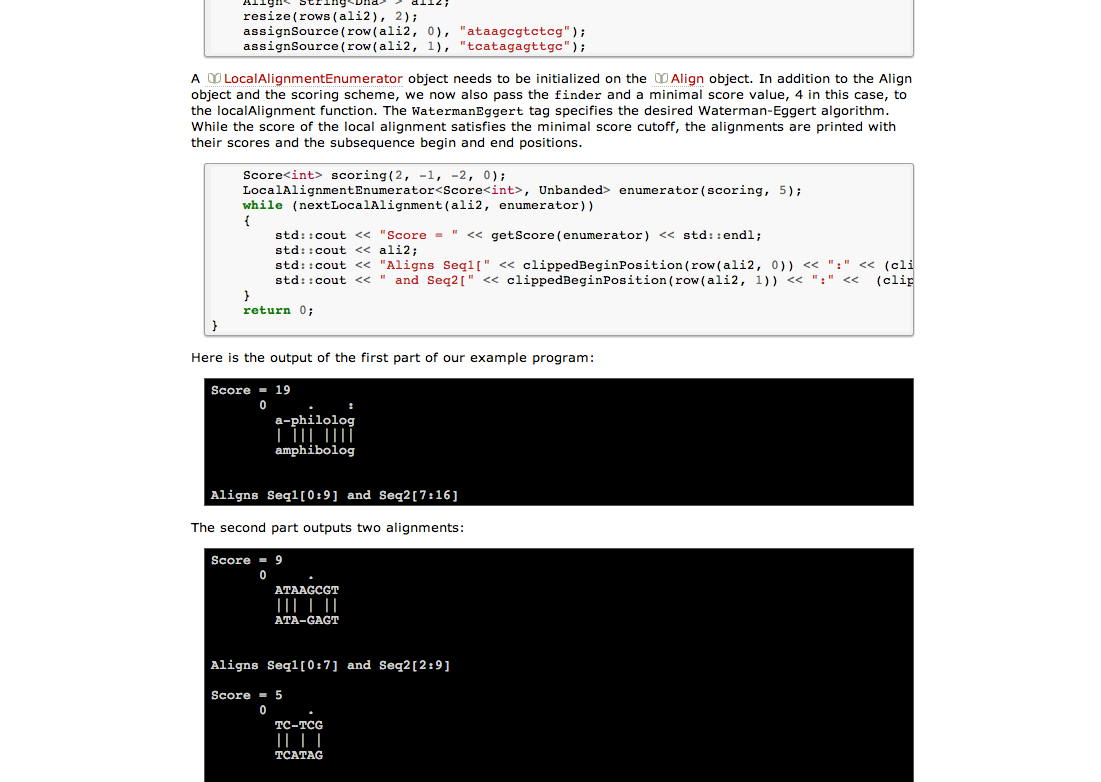 Align< String<Dna> > ali2;
resize(rows(ali2), 2);
assignSource(row(ali2, 0), "ataagcgtctcg");
assignSource(row(ali2, 1), "tcatagagttgc");
A LocalAlignmentEnumerator object needs to be initialized on the Align object. In addition to the Align
object and the scoring scheme, we now also pass the finder and a minimal score value, 4 in this case, to
the localAlignment function. The WatermanEggert tag specifies the desired Waterman-Eggert algorithm.
While the score of the local alignment satisfies the minimal score cutoff, the alignments are printed with
their scores and the subsequence begin and end positions.
Score<int> scoring(2, -1, -2, 0);
LocalAlignmentEnumerator<Score<int>, Unbanded> enumerator(scoring, 5);
while (nextLocalAlignment(ali2, enumerator))
{
std::cout << "Score = " << getScore(enumerator) << std::endl;
std::cout << ali2;
std::cout << "Aligns Seq1[" << clippedBeginPosition(row(ali2, 0)) << ":" << (cli
std::cout << " and Seq2[" << clippedBeginPosition(row(ali2, 1)) << ":" <<  (clip
}
return 0;
}
Here is the output of the first part of our example program:
Score = 19
0     .    :
a-philolog
| ||| ||||
amphibolog
Aligns Seq1[0:9] and Seq2[7:16]
The second part outputs two alignments:
Score = 9
0     .
ATAAGCGT
||| | ||
ATA-GAGT
Aligns Seq1[0:7] and Seq2[2:9]
Score = 5
0     .
TC-TCG
|| | |
TCATAG